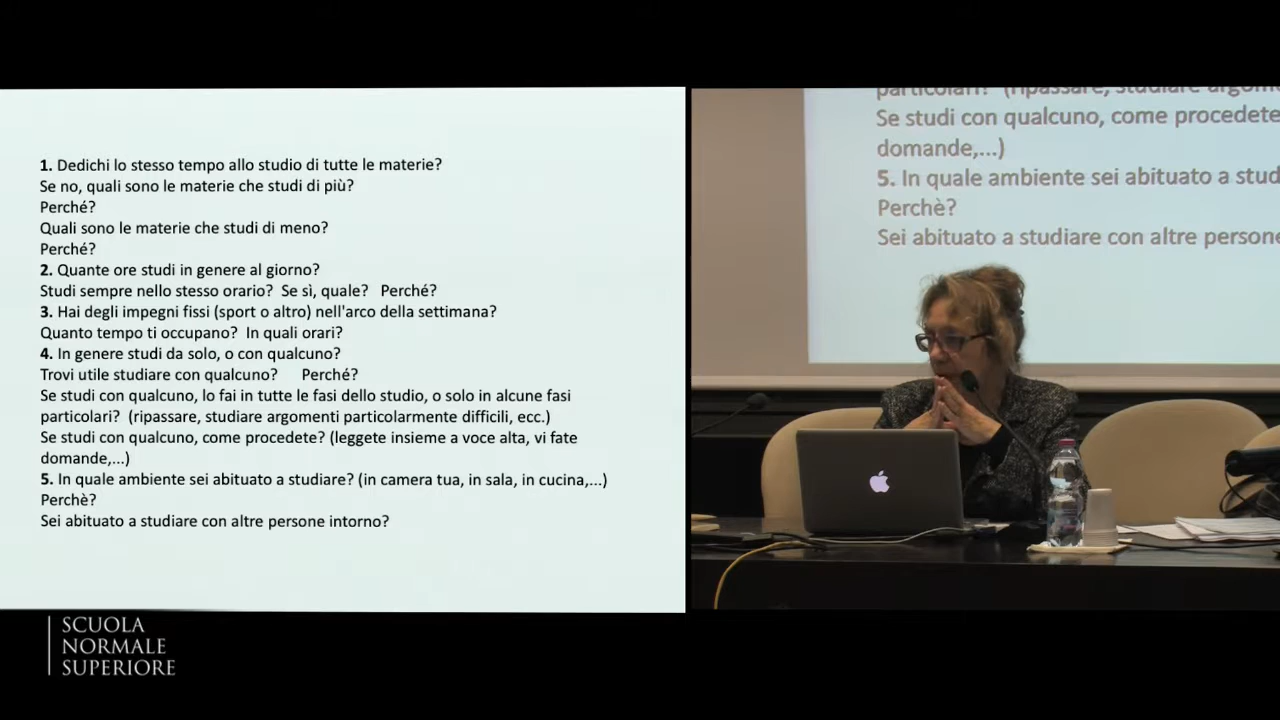 1. Dedichi lo stesso tempo allo studio di tutte le materie?
Se no, quali sono le materie che studi di più?
Perché?
Quali sono le materie che studi di meno?
Perché?
2. Quante ore studi in genere al giorno?
Studi sempre nello stesso orario?  Se sì, quale?   Perché?
3. Hai degli impegni fissi (sport o altro) nell'arco della settimana?
Quanto tempo ti occupano?  In quali orari?
4. In genere studi da solo, o con qualcuno?
Trovi utile studiare con qualcuno?      Perché?
Se studi con qualcuno, lo fai in tutte le fasi dello studio, o solo in alcune fasi
particolari?  (ripassare, studiare argomenti particolarmente difficili, ecc.)
Se studi con qualcuno, come procedete? (leggete insieme a voce alta, vi fate
domande,...)
5. In quale ambiente sei abituato a studiare? (in camera tua, in sala, in cucina,...)
Perchè?
Sei abituato a studiare con altre persone intorno?
particolari?  (ripassare, studiare argome
Se studi con qualcuno, come procedete
domande,...)
5. In quale ambiente sei abituato a stud
Perchè?
Sei abituato a studiare con altre persone
SCUOLA
NORMALE
SUPERIORE